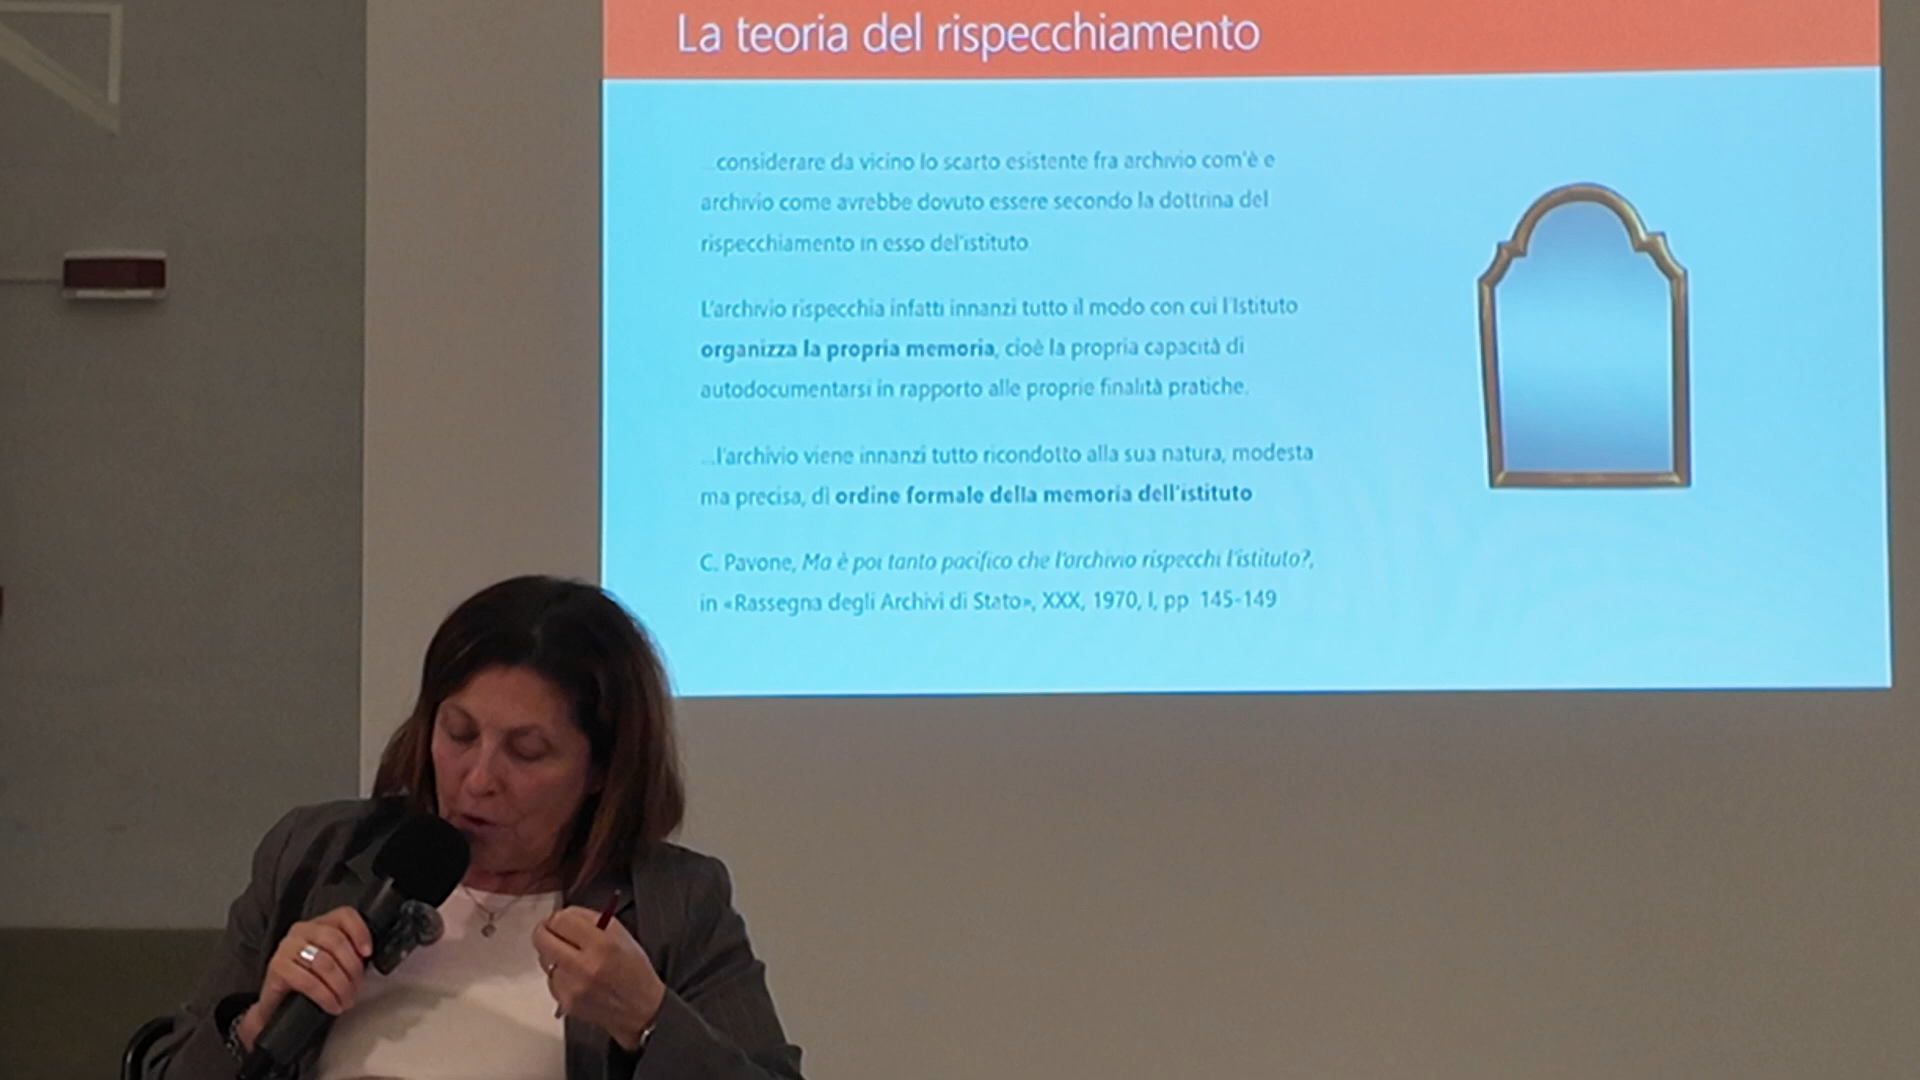 La teoria del rispecchiamento
...considerare da vicino lo scarto esistente fra archivio com'è e
archivio come avrebbe dovuto essere secondo la dottrina del
rispecchiamento in esso del'istituto
L'archivio rispecchia infatti innanzi tutto il modo con cui l'Istituto
organizza la propria memoria, cioè la propria capacità di
autodocumentarsi in rapporto alle proprie finalità pratiche.
...l'archivio viene innanzi tutto ricondotto alla sua natura, modesta
ma precisa, di ordine formale della memoria dell'istituto
C. Pavone, Ma è poi tanto pacifico che l'archivio rispecchi l'istituto?,
in «Rassegna degli Archivi di Stato», XXX, 1970, I, pp 145-149